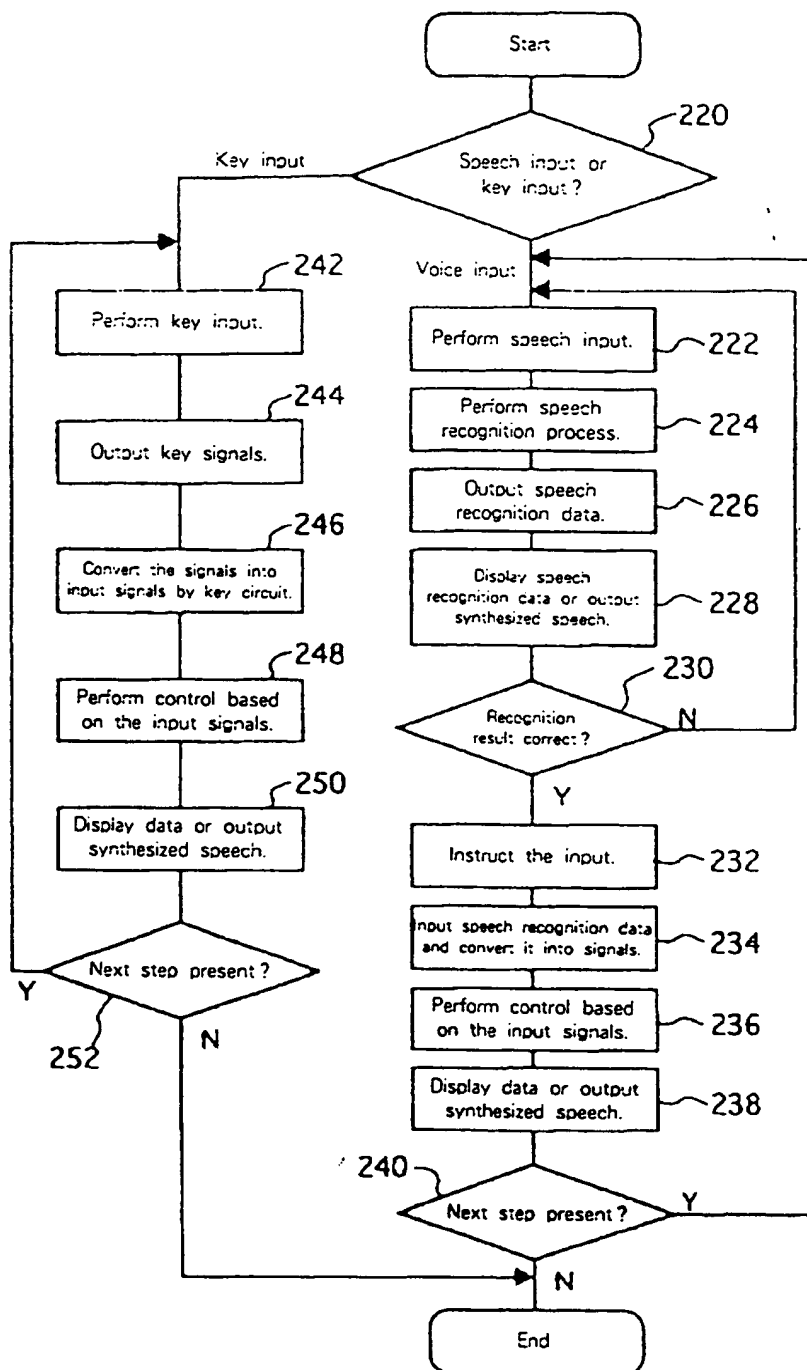 Start
220
Speech input or
key input?
Key input
Voice input
242
Perform key input.
244
Output key signals.
246
Convert the signals into
input signals by key circuit.
248
Perform control based
on the input signals.
250
Display data or output
synthesized speech.
Next step present?
Y
N
252
Perform speech input.
222
Perform speech
recognition process.
224
Output speech
recognition data.
226
Display speech
recognition data or output
synthesized speech.
228
230
Recognition
result correct?
N
Y
Instruct the input.
232
Input speech recognition data
and convert it into signals.
234
Perform control based
on the input signals.
236
Display data or output
synthesized speech.
238
240
Next step present?
Y
N
End